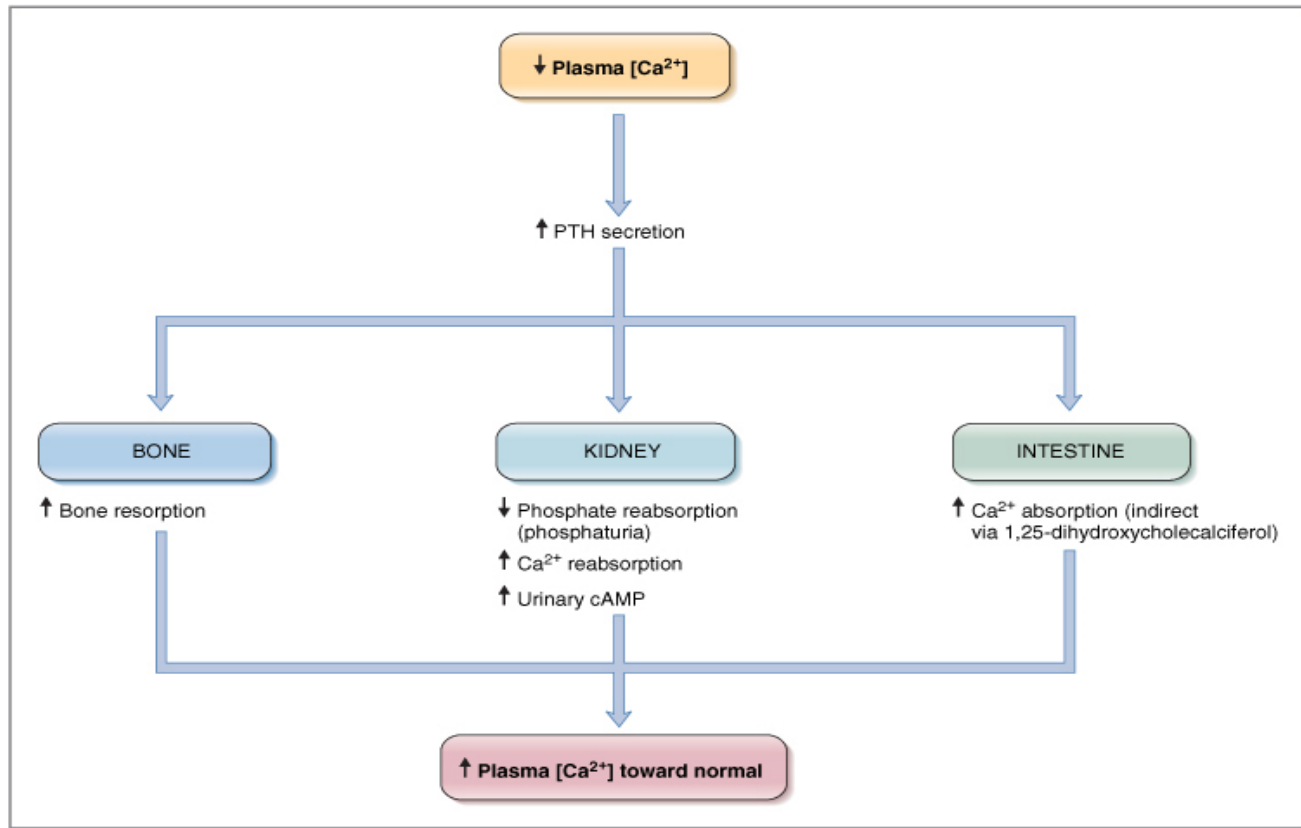 ↓ Plasma [Ca²⁺]
↑ PTH secretion
BONE
↑ Bone resorption
KIDNEY
↓ Phosphate reabsorption
(phosphaturia)
↑ Ca²⁺ reabsorption
↑ Urinary cAMP
INTESTINE
↑ Ca²⁺ absorption (indirect
via 1,25-dihydroxycholecalciferol)
↑ Plasma [Ca²⁺] toward normal